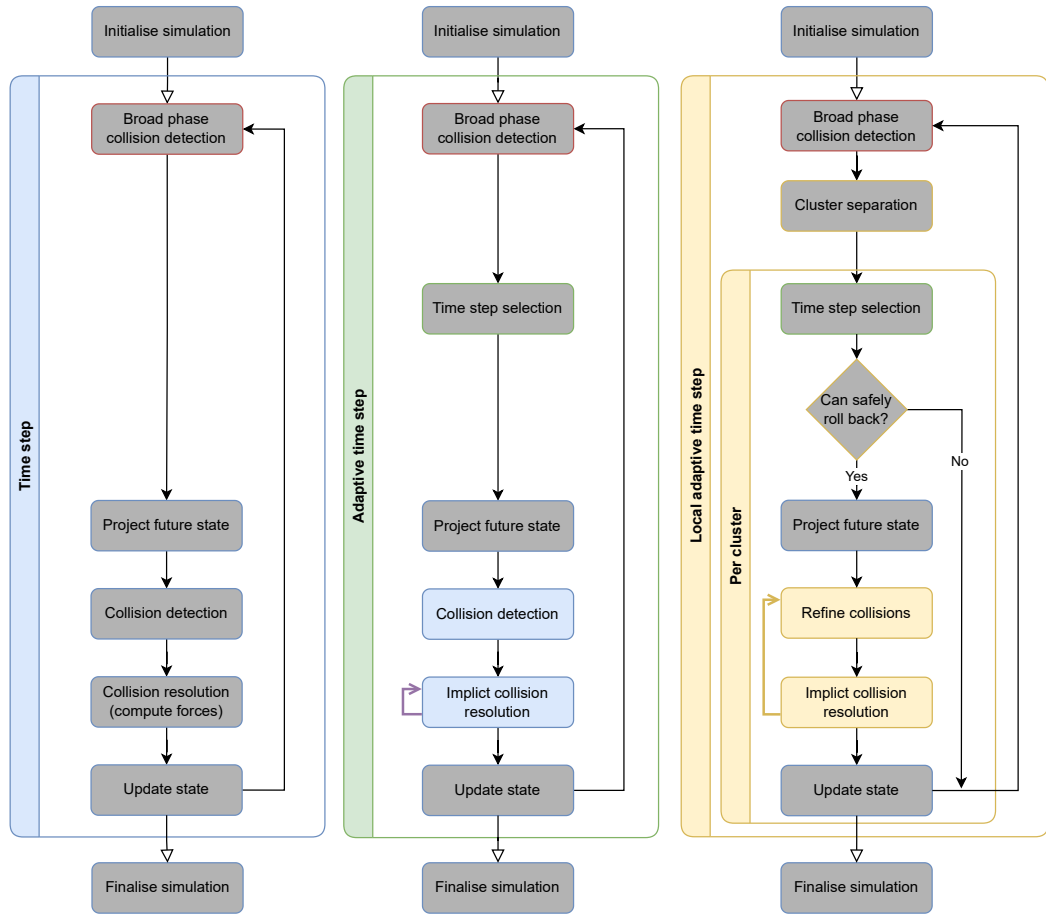 Initialise simulation
Time step
Broad phase
collision detection
Project future state
Collision detection
Collision resolution
(compute forces)
Update state
Finalise simulation
Initialise simulation
Adaptive time step
Broad phase
collision detection
Time step selection
Project future state
Collision detection
Implict collision
resolution
Update state
Finalise simulation
Initialise simulation
Local adaptive time step
Broad phase
collision detection
Cluster separation
Per cluster
Time step selection
Can safely
roll back?
No
Yes
Project future state
Refine collisions
Implict collision
resolution
Update state
Finalise simulation